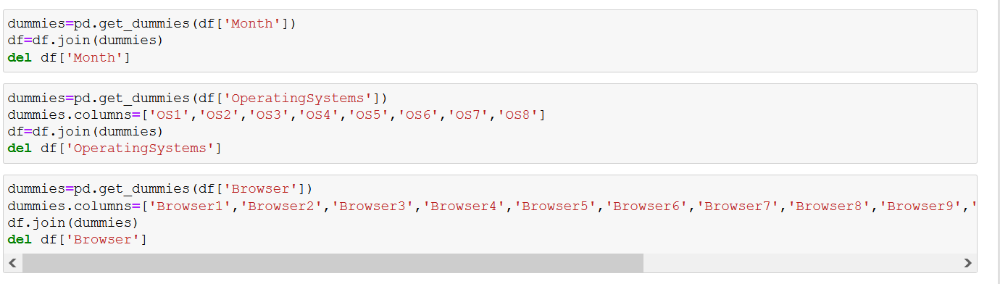 dummies=pd.get_dummies(df['Month'])
df=df.join(dummies)
del df['Month']
dummies=pd.get_dummies(df['OperatingSystems'])
dummies.columns=['OS1','OS2','OS3','OS4','OS5','OS6','OS7','OS8']
df=df.join(dummies)
del df['OperatingSystems']
dummies=pd.get_dummies(df['Browser'])
dummies.columns=['Browser1','Browser2','Browser3','Browser4','Browser5','Browser6','Browser7','Browser8','Browser9','
df.join(dummies)
del df['Browser']